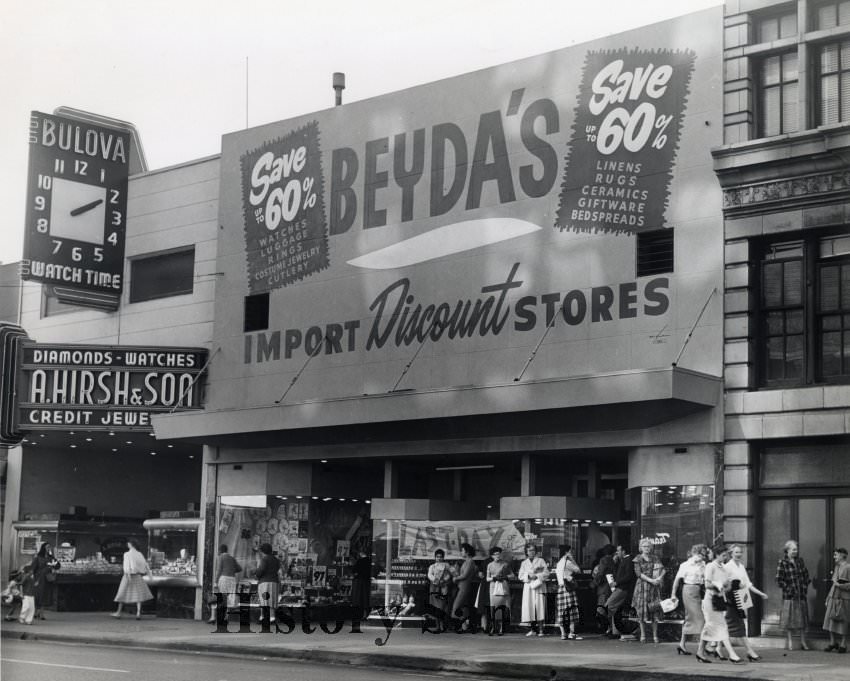 BULOVA
11 12 1
10 2
9 3
8 4
7 6 5
WATCH TIME
DIAMONDS - WATCHES
A. HIRSH & SON
CREDIT JEWE
Save
UP TO 60%
WATCHES
LUGGAGE
RINGS
COSTUME JEWELRY
CUTLERY
BEYDA'S
Save
UP TO 60%
LINENS
RUGS
CERAMICS
GIFTWARE
BEDSPREADS
IMPORT Discount STORES
LAST DAY
History San Jose